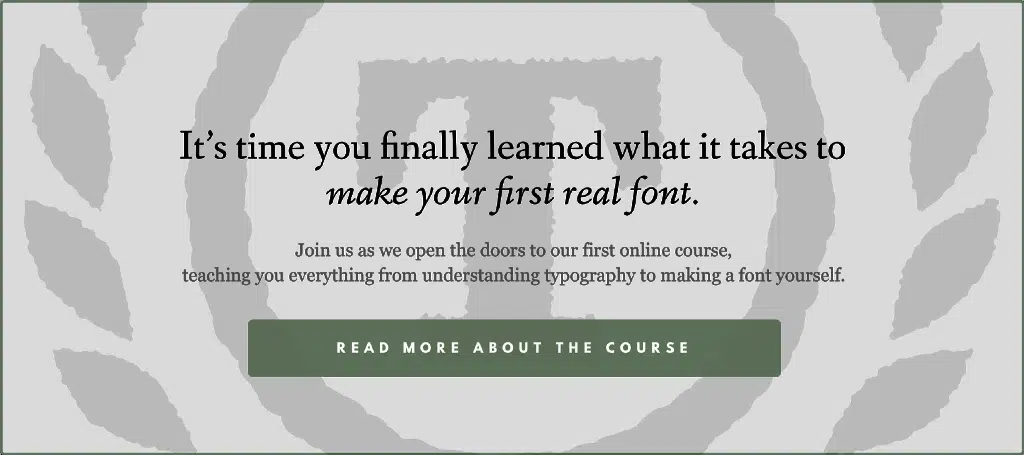 It’s time you finally learned what it takes to
make your first real font.
Join us as we open the doors to our first online course,
teaching you everything from understanding typography to making a font yourself.
READ MORE ABOUT THE COURSE
T